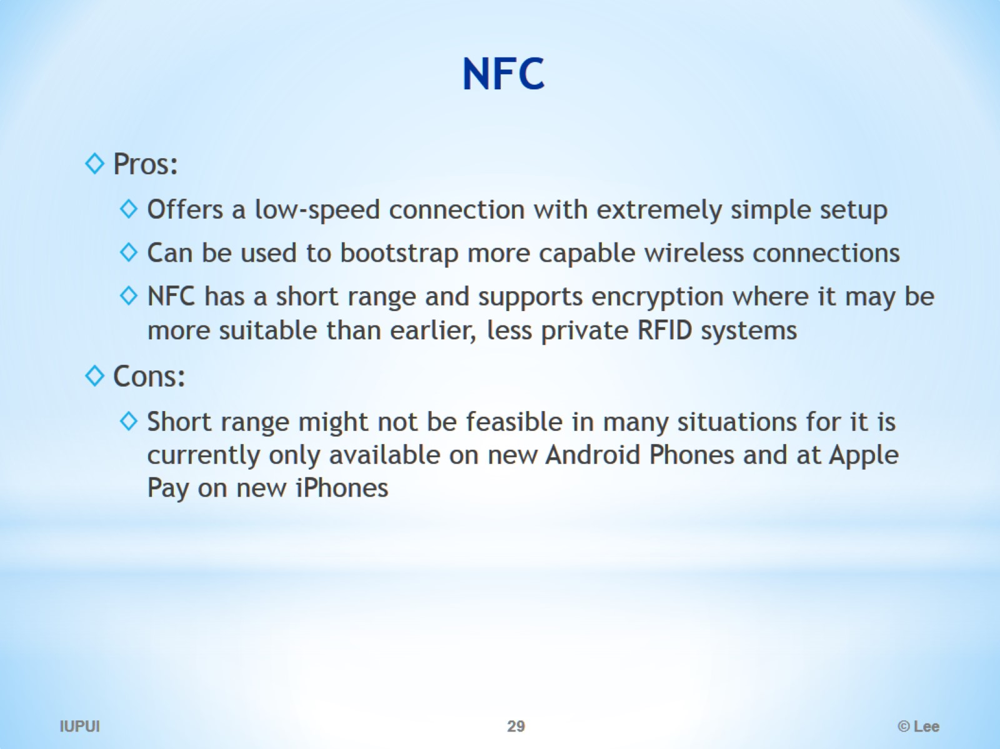 NFC
Pros:
Offers a low-speed connection with extremely simple setup
Can be used to bootstrap more capable wireless connections
NFC has a short range and supports encryption where it may be
more suitable than earlier, less private RFID systems
Cons:
Short range might not be feasible in many situations for it is
currently only available on new Android Phones and at Apple
Pay on new iPhones
IUPUI
29
© Lee